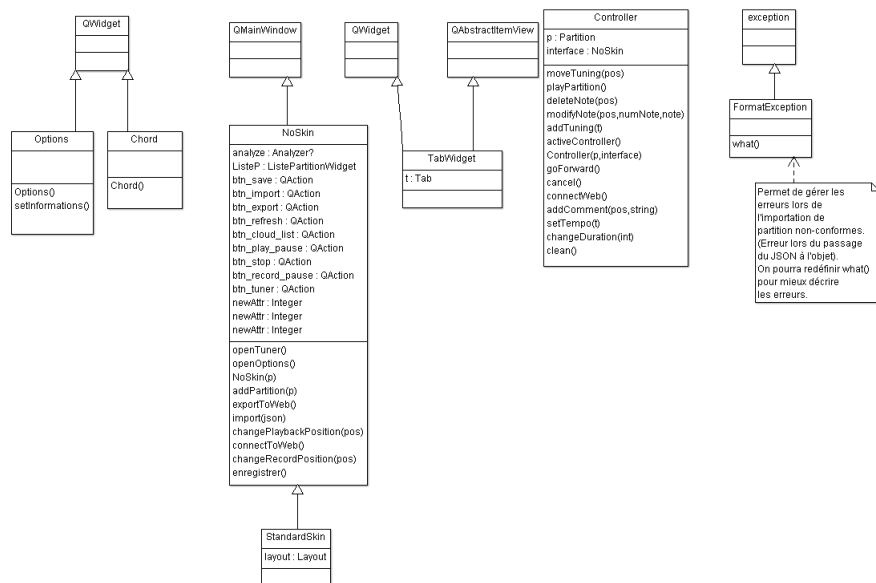 QWidget
Options
Options()
setInformations()
Chord
Chord()
QMainWindow
NoSkin
analyze : Analyzer?
ListeP : ListePartitionWidget
btn_save : QAction
btn_import : QAction
btn_export : QAction
btn_refresh : QAction
btn_cloud_list : QAction
btn_play_pause : QAction
btn_stop : QAction
btn_record_pause : QAction
btn_tuner : QAction
newAttr : Integer
newAttr : Integer
newAttr : Integer
openTuner()
openOptions()
NoSkin(p)
addPartition(p)
exportToWeb()
import(json)
changePlaybackPosition(pos)
connectToWeb()
changeRecordPosition(pos)
enregistrer()
StandardSkin
layout : Layout
QWidget
QAbstractItemView
TabWidget
t : Tab
Controller
p : Partition
interface : NoSkin
moveTuning(pos)
playPartition()
deleteNote(pos)
modifyNote(pos,numNote,note)
addTuning(t)
activeController()
Controller(p,interface)
goForward()
cancel()
connectWeb()
addComment(pos,string)
setTempo(t)
changeDuration(int)
clean()
exception
FormatException
what()
Permet de gérer les
erreurs lors de
l'importation de
partition non-conformes.
(Erreur lors du passage
du JSON à l'objet).
On pourra redéfinir what()
pour mieux décrire
les erreurs.